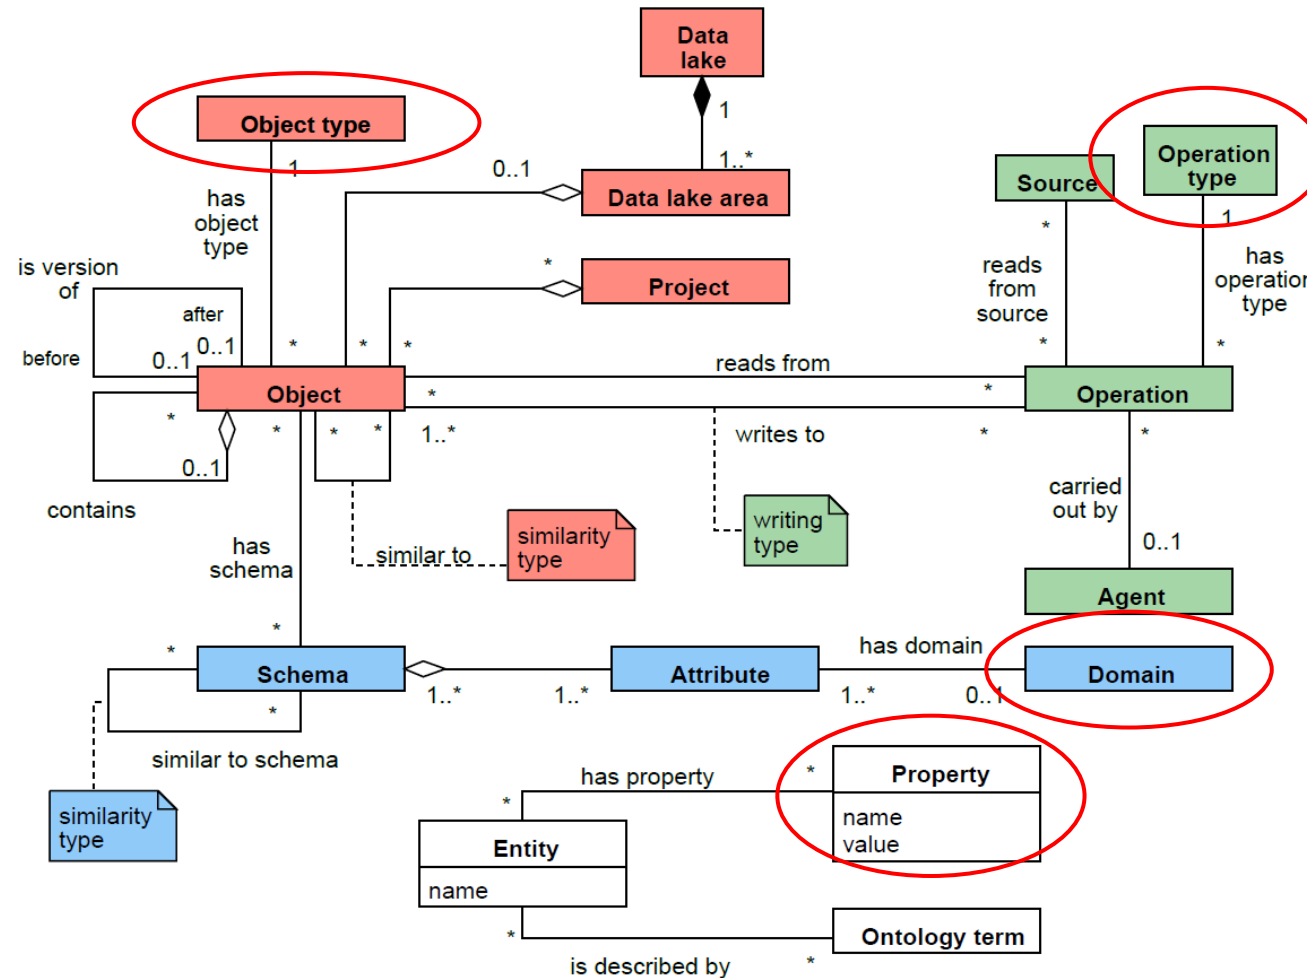 Data
lake
1
1..*
Object type
1
has
object
type
0..1
Data lake area
*
Project
Source
Operation
type
*
1
reads
from
source
has
operation
type
is version
of
after
before
0..1
0..1
*
*
*
*
*
Object
reads from
Operation
*
*
1..*
writes to
*
*
*
*
*
*
0..1
contains
has
schema
similar to
similarity
type
writing
type
carried
out by
0..1
Agent
*
*
Schema
1..*
1..*
Attribute
has domain
1..*
0..1
Domain
*
similar to schema
similarity
type
has property
*
*
Property
name
value
Entity
name
*
is described by
*
Ontology term